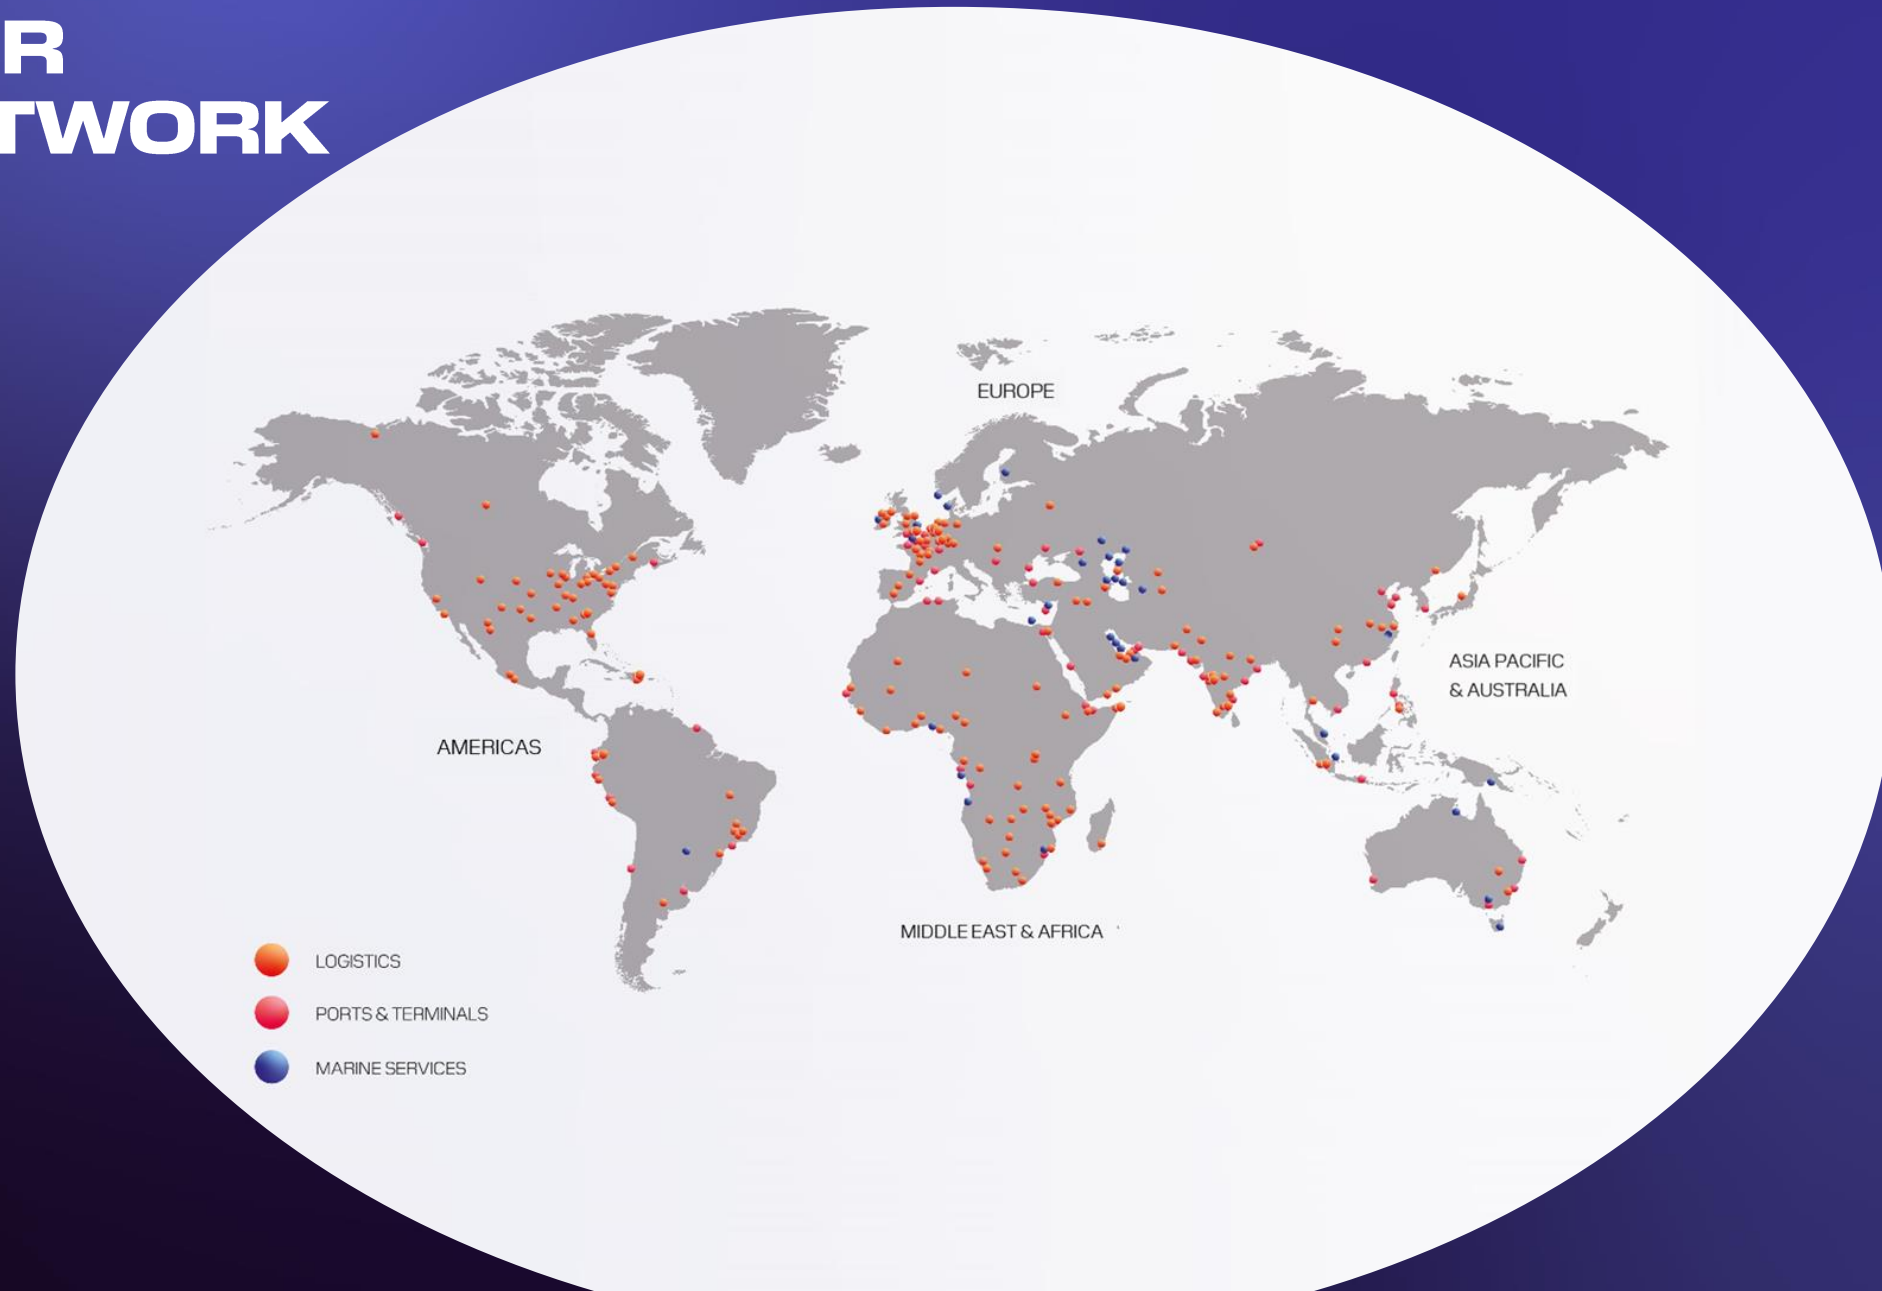 R
TWORK
EUROPE
ASIA PACIFIC
& AUSTRALIA
AMERICAS
MIDDLE EAST & AFRICA
LOGISTICS
PORTS & TERMINALS
MARINE SERVICES